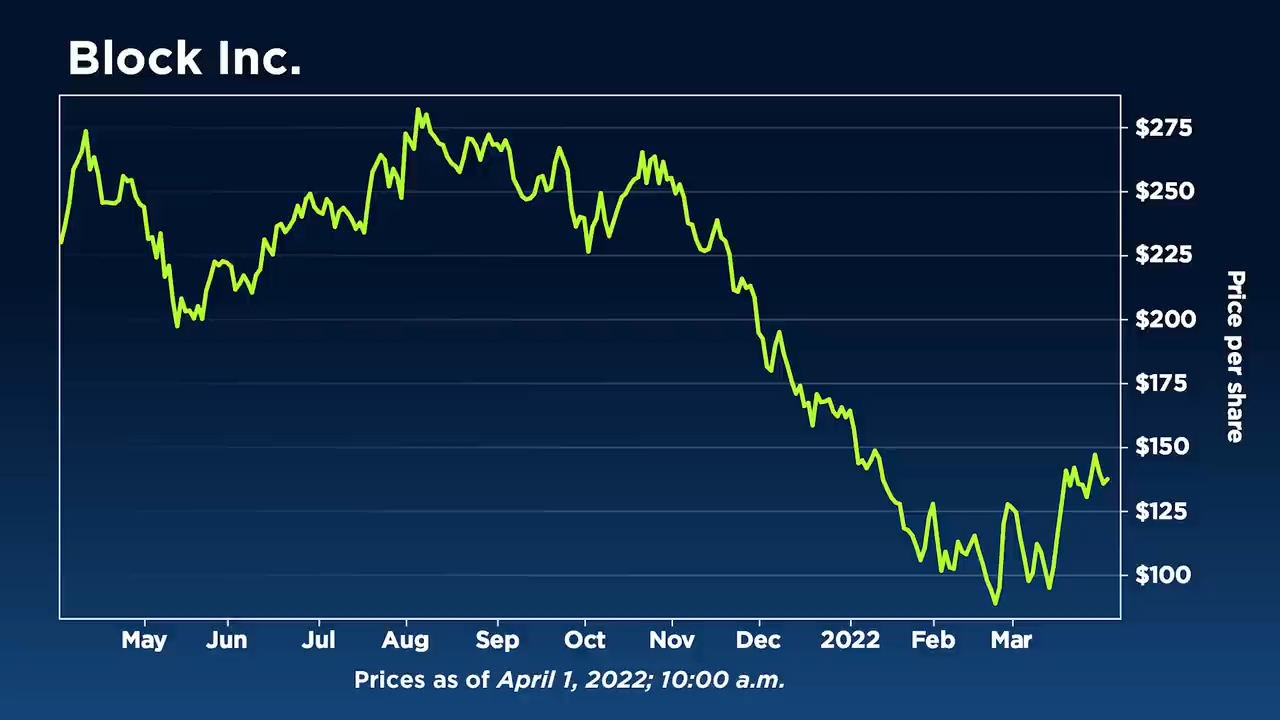 Block Inc.
$275
$250
$225
$200
$175
$150
$125
$100
Price per share
May Jun Jul Aug Sep Oct Nov Dec 2022 Feb Mar
Prices as of April 1, 2022; 10:00 a.m.